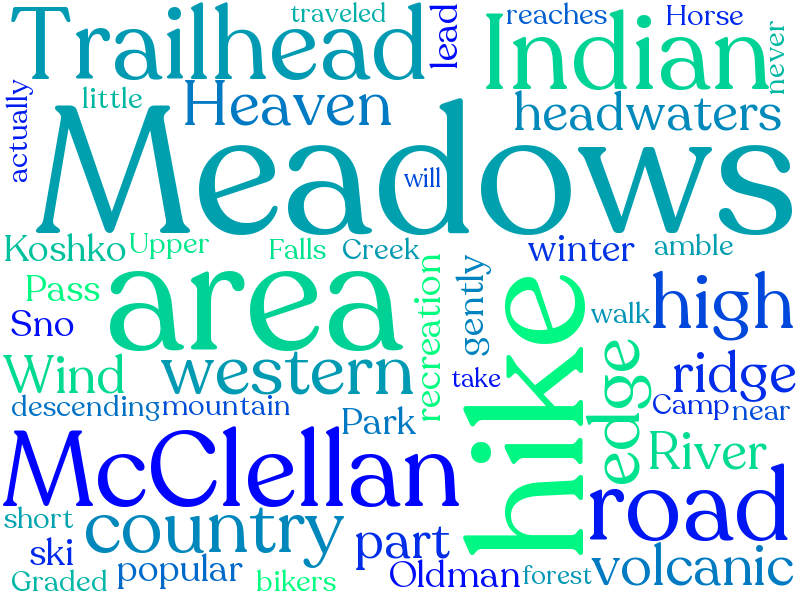 traveled
lead
reaches
Horse
never
Trailhead
Indian
actually
little
Heaven
headwaters
Meadows
will
Koshko
Upper
Falls
Creek
winter
amble
Pass
area
recreation
gently
hike
walk
high
Sno
Wind
western
take
edge
ridge
descending
mountain
Park
Camp
near
McClellan
River
road
short
country
part
ski
popular
Oldman
forest
volcanic
Graded
bikers